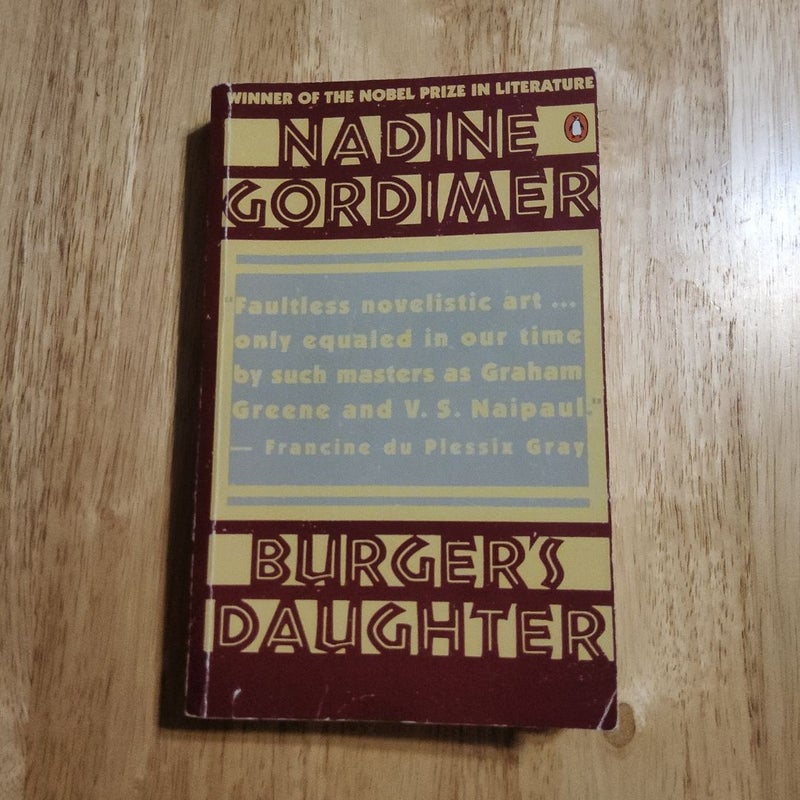 WINNER OF THE NOBEL PRIZE IN LITERATURE
NADINE
GORDIMER
"Faultless novelistic art ...
only equaled in our time
by such masters as Graham
Greene and V. S. Naipaul."
— Francine du Plessix Gray
BURGER'S
DAUGHTER